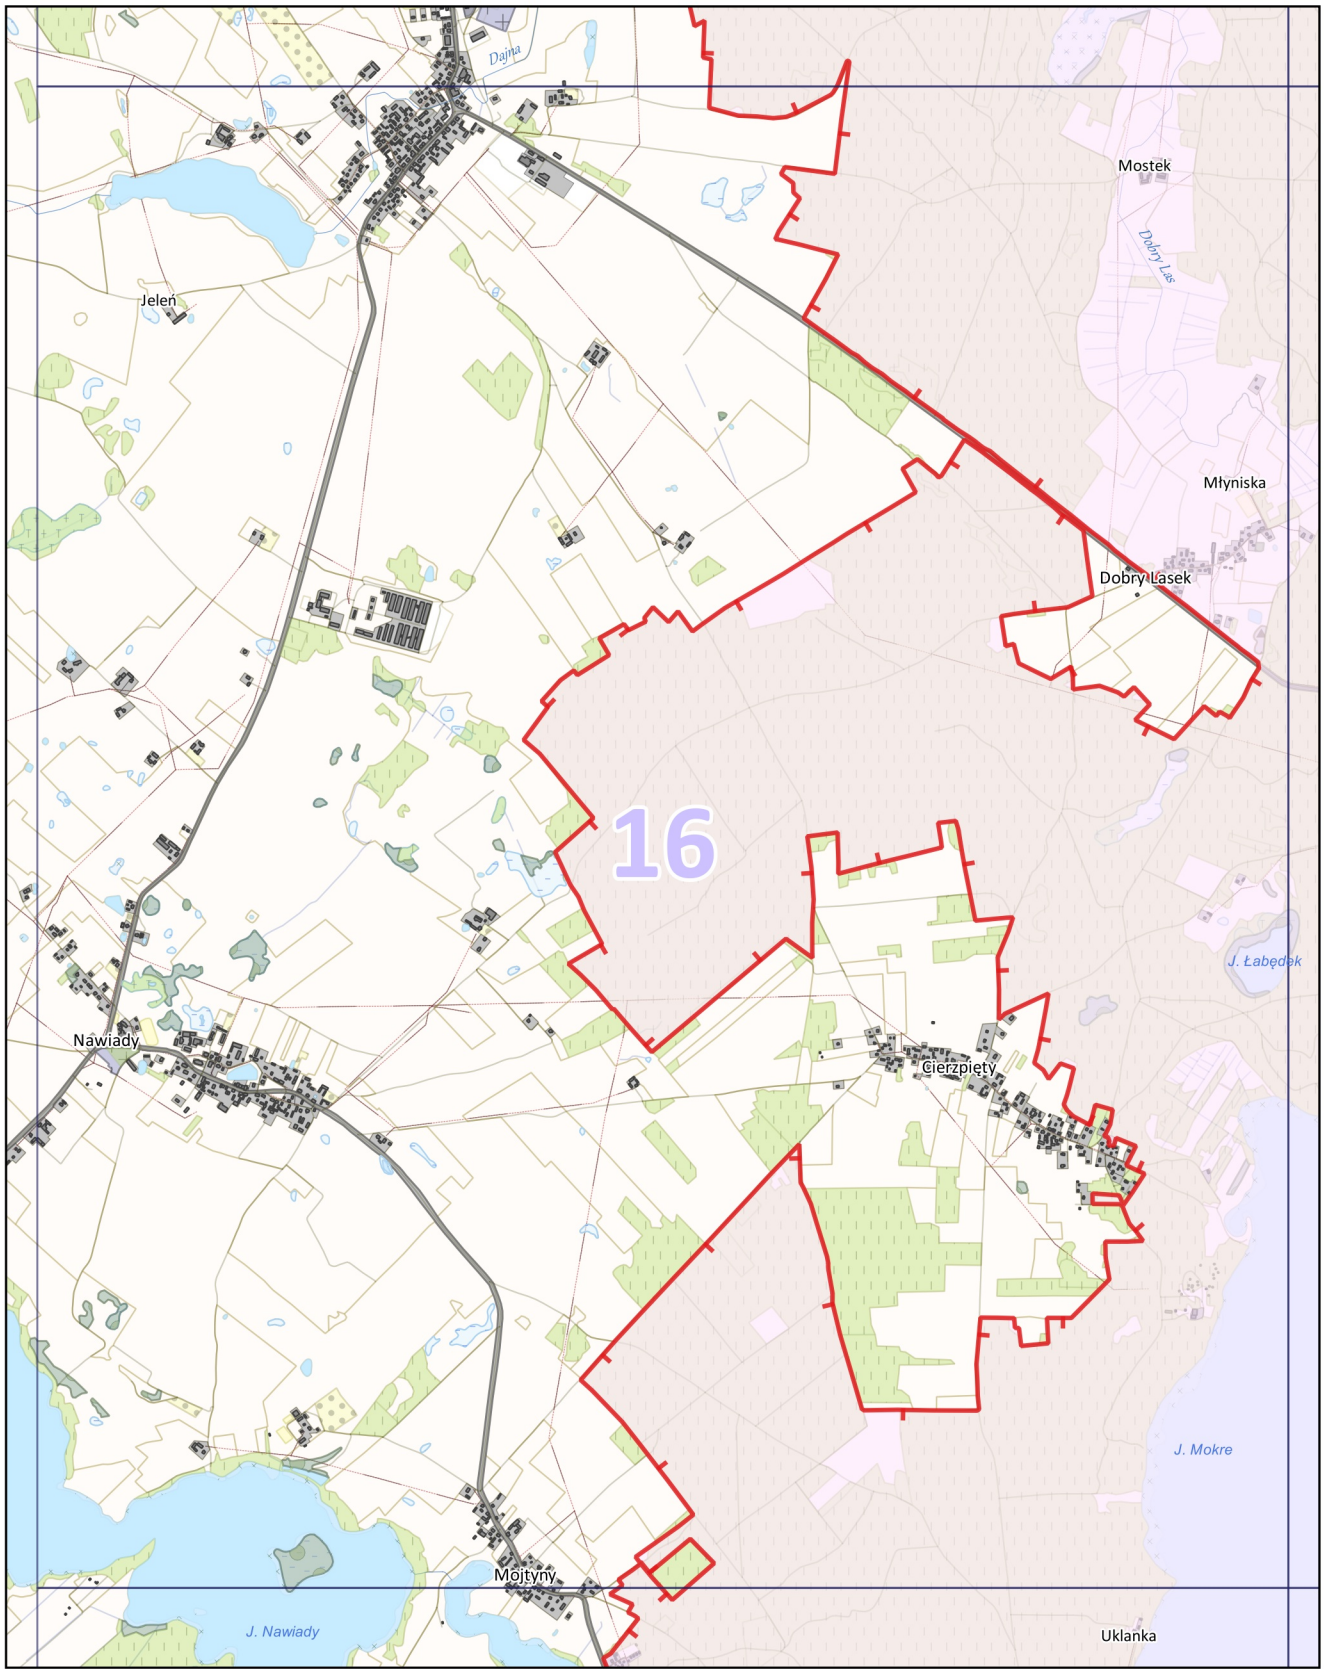 Dajna
Mostek
Dobry Las
Jeleń
Młyniska
Dobry Lasek
16
J. Łabędek
Nawiady
Cierzpięty
J. Mokre
Mojtyny
J. Nawiady
Uklanka